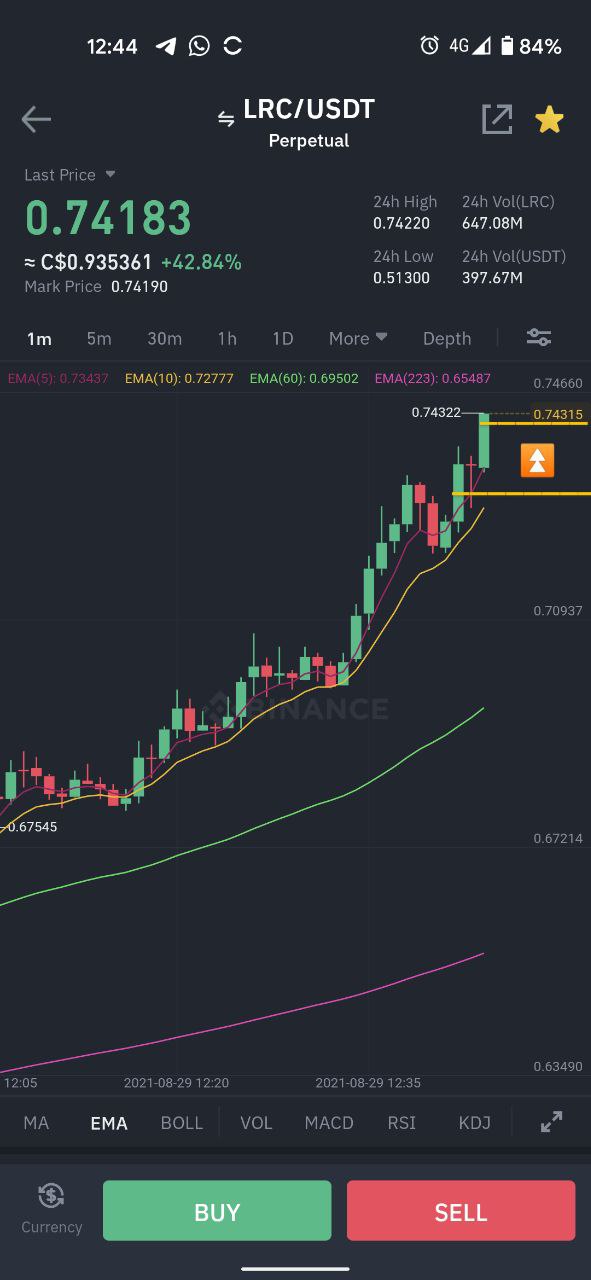 12:44
4G 84%
LRC/USDT
Perpetual
Last Price
0.74183
≈ C$0.935361 +42.84%
Mark Price 0.74190
24h High
0.74220
24h Vol(LRC)
647.08M
24h Low
0.51300
24h Vol(USDT)
397.67M
1m 5m 30m 1h 1D More Depth
EMA(5): 0.73437 EMA(10): 0.72777 EMA(60): 0.69502 EMA(223): 0.65487
0.74660
0.74322
0.74315
0.70937
BINANCE
0.67545
0.67214
0.63490
12:05 2021-08-29 12:20 2021-08-29 12:35
MA EMA BOLL VOL MACD RSI KDJ
Currency
BUY
SELL